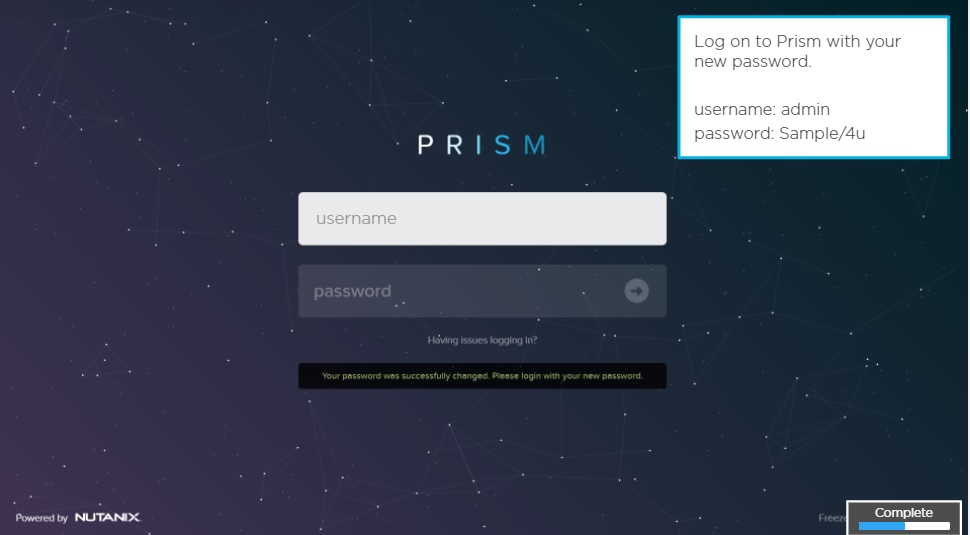 Log on to Prism with your
new password.
username: admin
password: Sample/4u
PRISM
username
password
Having issues logging in?
Your password was successfully changed. Please login with your new password.
Powered by NUTANIX.
Freeze
Complete